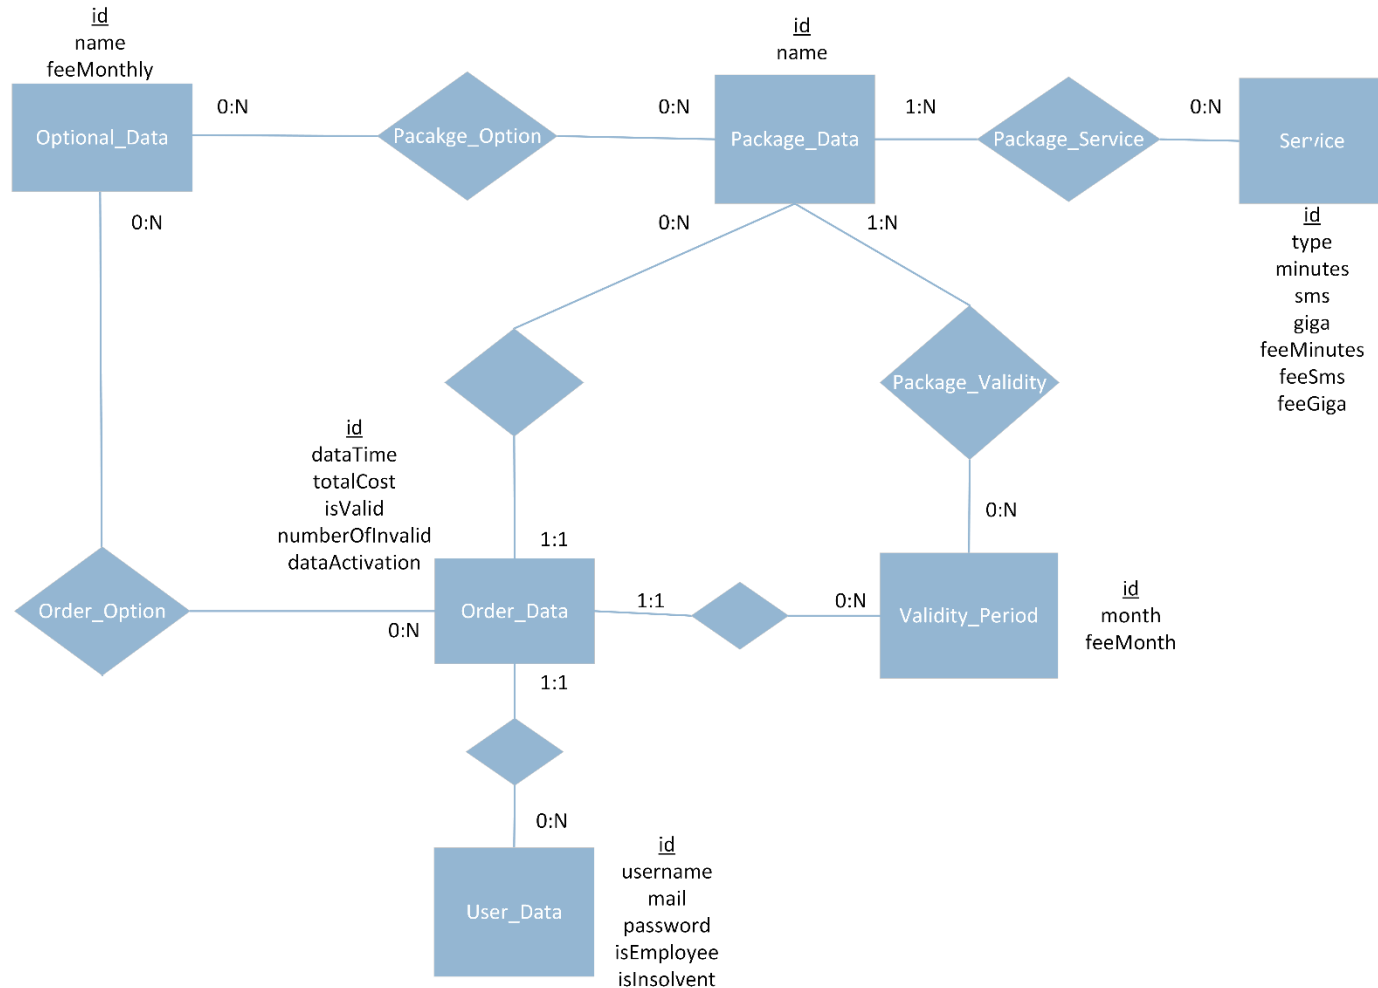 id
name
feeMonthly
Optional_Data
0:N
Pacakge_Option
0:N
id
name
Package_Data
1:N
Package_Service
0:N
Service
id
type
minutes
sms
giga
feeMinutes
feeSms
feeGiga
0:N
0:N
1:N
Package_Validity
0:N
id
dataTime
totalCost
isValid
numberOfInvalid
dataActivation
1:1
Order_Option
0:N
Order_Data
1:1
0:N
Validity_Period
id
month
feeMonth
1:1
0:N
User_Data
id
username
mail
password
isEmployee
isInsolvent